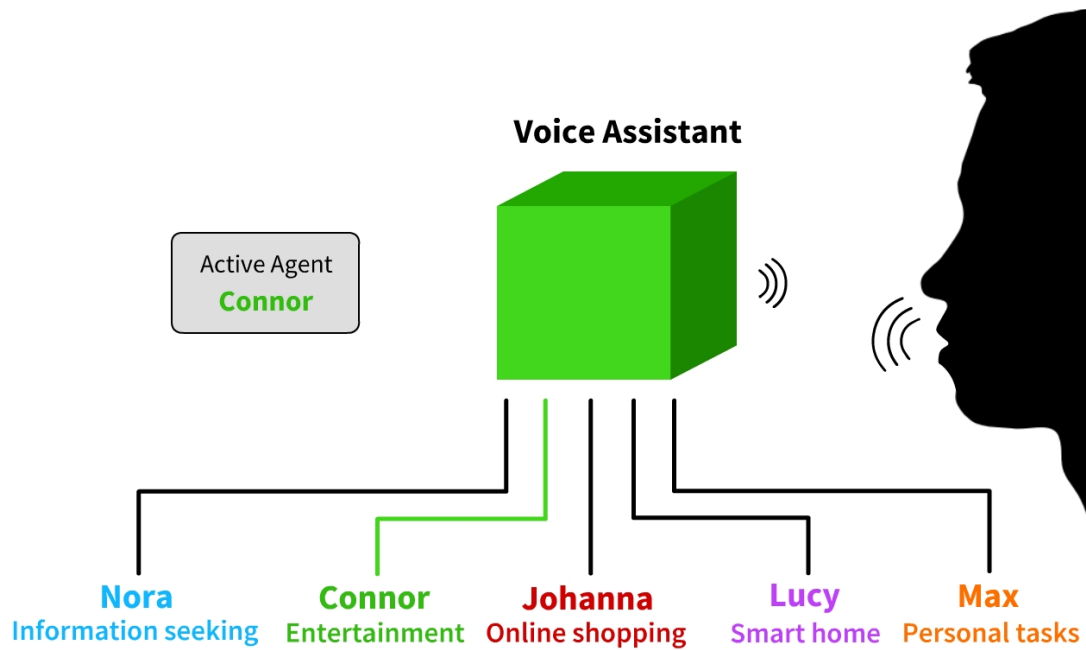 Voice Assistant
Active Agent
Connor
Nora
Information seeking
Connor
Entertainment
Johanna
Online shopping
Lucy
Smart home
Max
Personal tasks